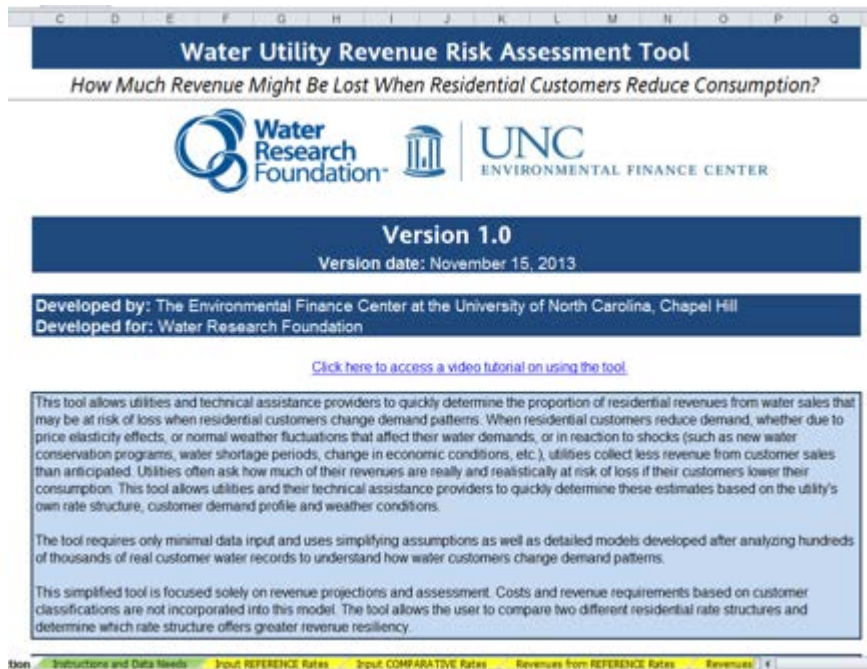 C D E F G H I J K L M N O P Q
Water Utility Revenue Risk Assessment Tool
How Much Revenue Might Be Lost When Residential Customers Reduce Consumption?
Water
Research
Foundation
UNC
ENVIRONMENTAL FINANCE CENTER
Version 1.0
Version date: November 15, 2013
Developed by: The Environmental Finance Center at the University of North Carolina, Chapel Hill
Developed for: Water Research Foundation
Click here to access a video tutorial on using the tool.
This tool allows utilities and technical assistance providers to quickly determine the proportion of residential revenues from water sales that
may be at risk of loss when residential customers change demand patterns. When residential customers reduce demand, whether due to
price elasticity effects, or normal weather fluctuations that affect their water demands, or in reaction to shocks (such as new water
conservation programs, water shortage periods, change in economic conditions, etc.), utilities collect less revenue from customer sales
than anticipated. Utilities often ask how much of their revenues are really and realistically at risk of loss if their customers lower their
consumption. This tool allows utilities and their technical assistance providers to quickly determine these estimates based on the utility's
own rate structure, customer demand profile and weather conditions.
The tool requires only minimal data input and uses simplifying assumptions as well as detailed models developed after analyzing hundreds
of thousands of real customer water records to understand how water customers change demand patterns.
This simplified tool is focused solely on revenue projections and assessment. Costs and revenue requirements based on customer
classifications are not incorporated into this model. The tool allows the user to compare two different residential rate structures and
determine which rate structure offers greater revenue resiliency.
tion Instructions and Data Needs Input REFERENCE Rates Input COMPARATIVE Rates Revenues from REFERENCE Rates Revenues